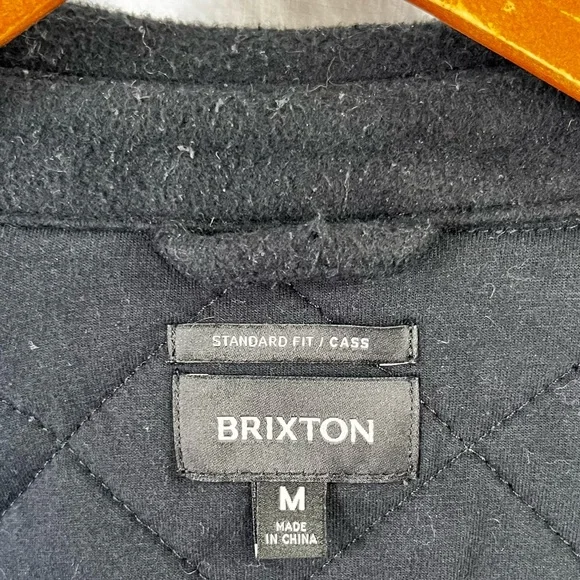 STANDARD FIT / CASS
BRIXTON
M
MADE
IN CHINA